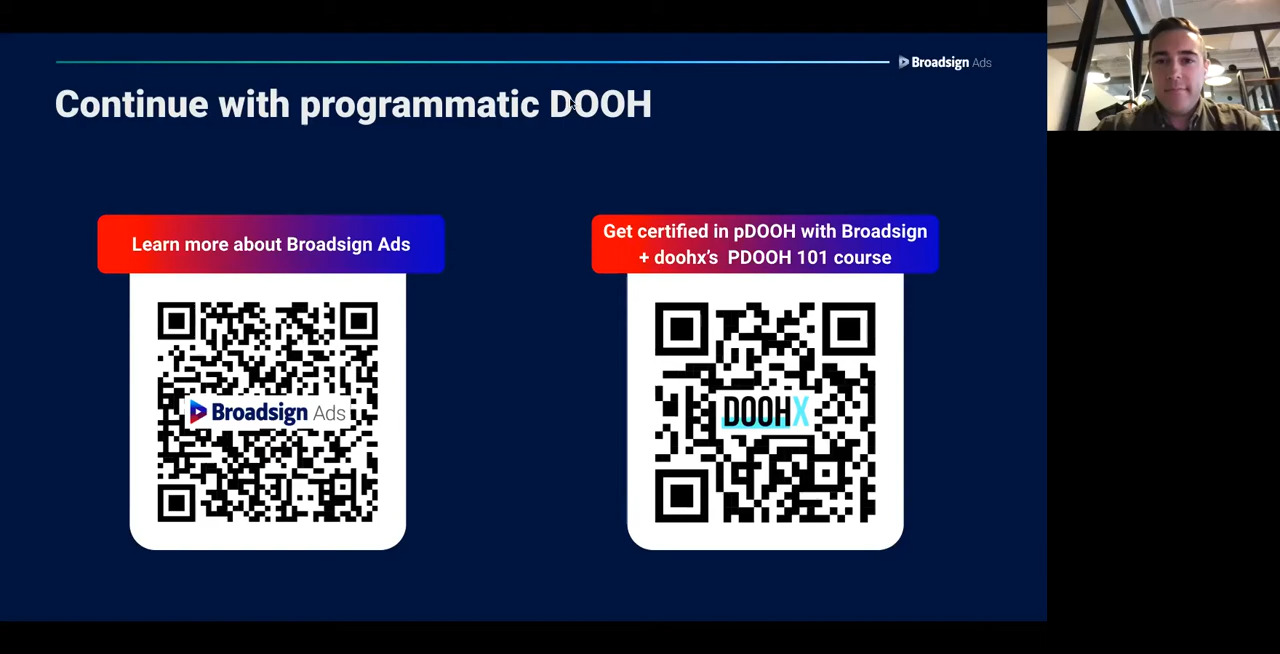 Broadsign Ads
Continue with programmatic DOOH
Learn more about Broadsign Ads
Get certified in pDOOH with Broadsign
+ doohx’s PDOOH 101 course
Broadsign Ads
DOOHX